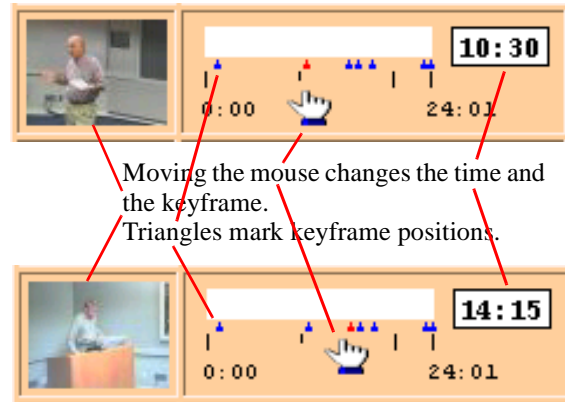 10:30
0:00 24:01
Moving the mouse changes the time and
the keyframe.
Triangles mark keyframe positions.
14:15
0:00 24:01